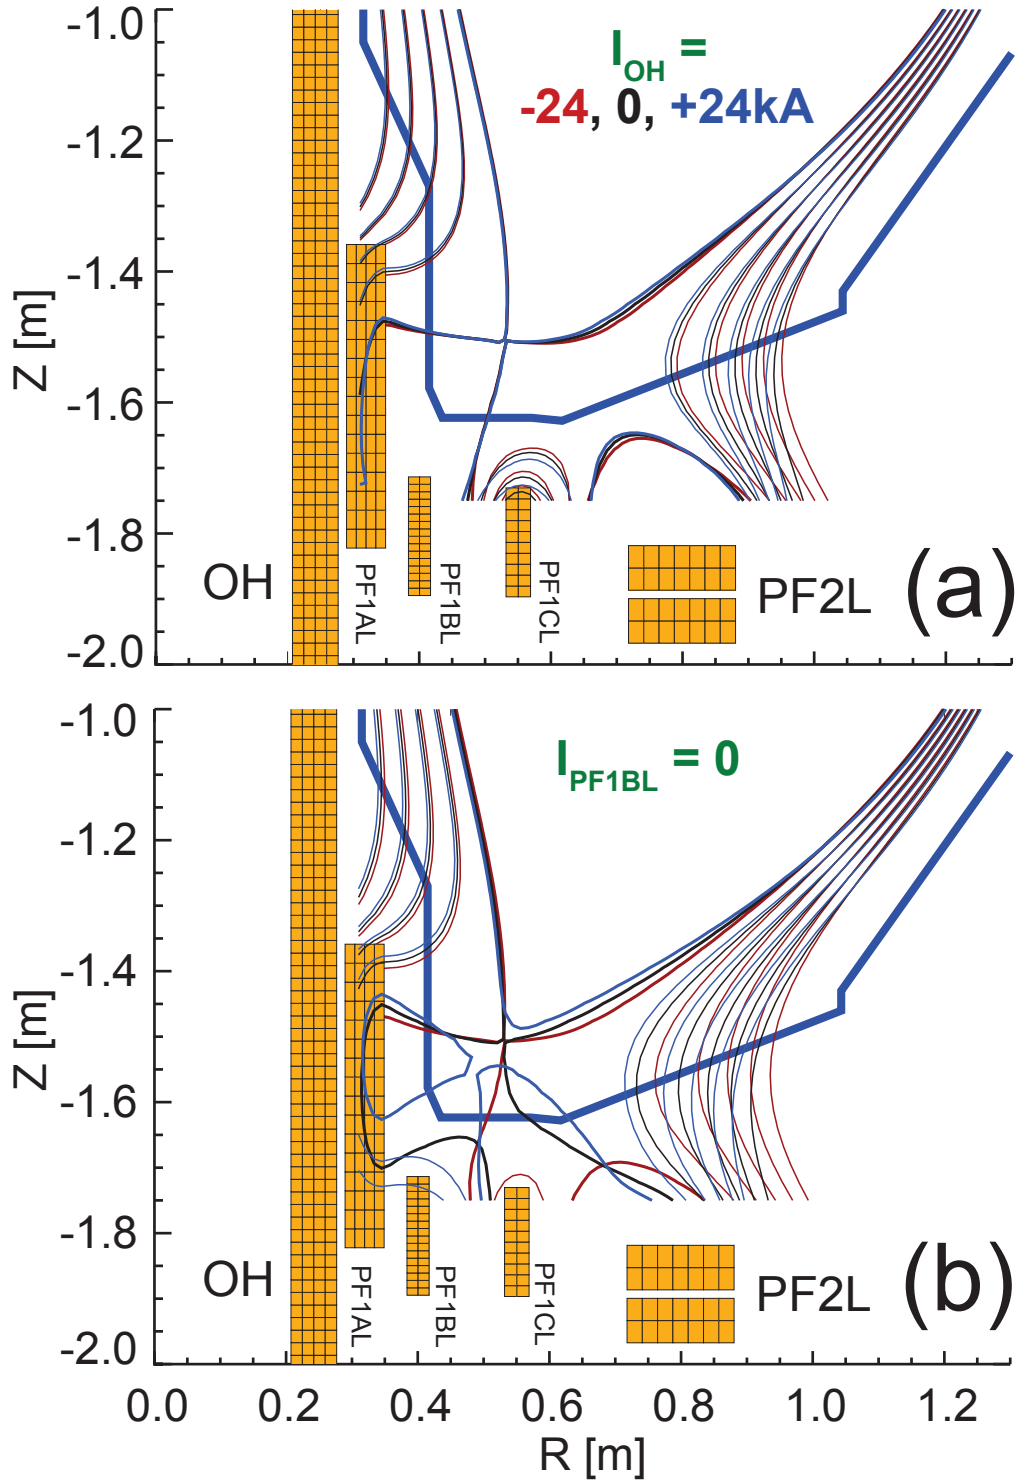 I_OH =
-24, 0, +24kA
-1.0
-1.2
-1.4
-1.6
-1.8
-2.0
Z [m]
OH
PF1AL
PF1BL
PF1CL
PF2L
(a)
I_PF1BL = 0
-1.0
-1.2
-1.4
-1.6
-1.8
-2.0
Z [m]
OH
PF1AL
PF1BL
PF1CL
PF2L
(b)
0.0 0.2 0.4 0.6 0.8 1.0 1.2
R [m]